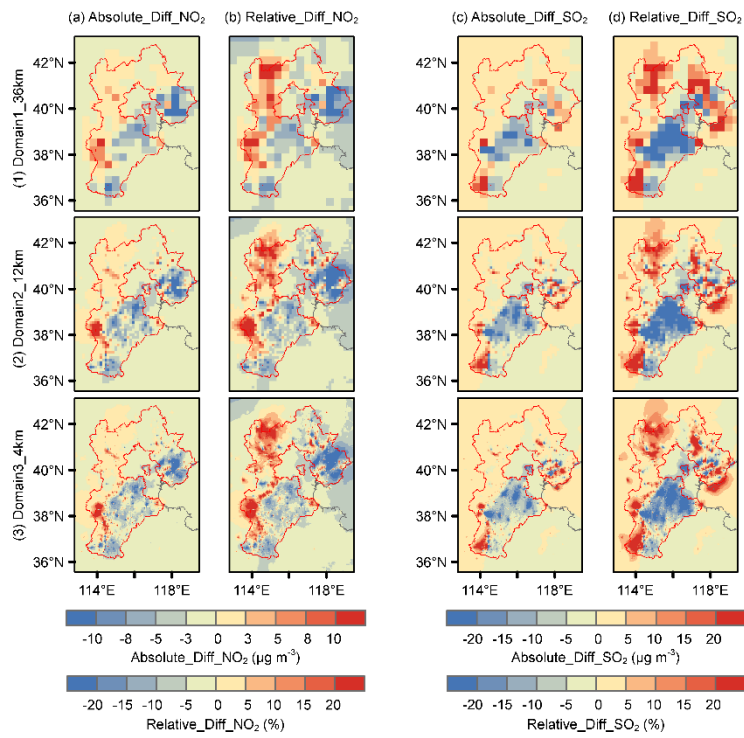 (a) Absolute_Diff_NO₂ (b) Relative_Diff_NO₂ (c) Absolute_Diff_SO₂ (d) Relative_Diff_SO₂
(1) Domain1_36km
42°N
40°N
38°N
36°N
(2) Domain2_12km
42°N
40°N
38°N
36°N
(3) Domain3_4km
42°N
40°N
38°N
36°N
114°E 118°E 114°E 118°E 114°E 118°E 114°E 118°E
-10 -8 -5 -3 0 3 5 8 10
Absolute_Diff_NO₂ (µg m⁻³)
-20 -15 -10 -5 0 5 10 15 20
Absolute_Diff_SO₂ (µg m⁻³)
-20 -15 -10 -5 0 5 10 15 20
Relative_Diff_NO₂ (%)
-20 -15 -10 -5 0 5 10 15 20
Relative_Diff_SO₂ (%)